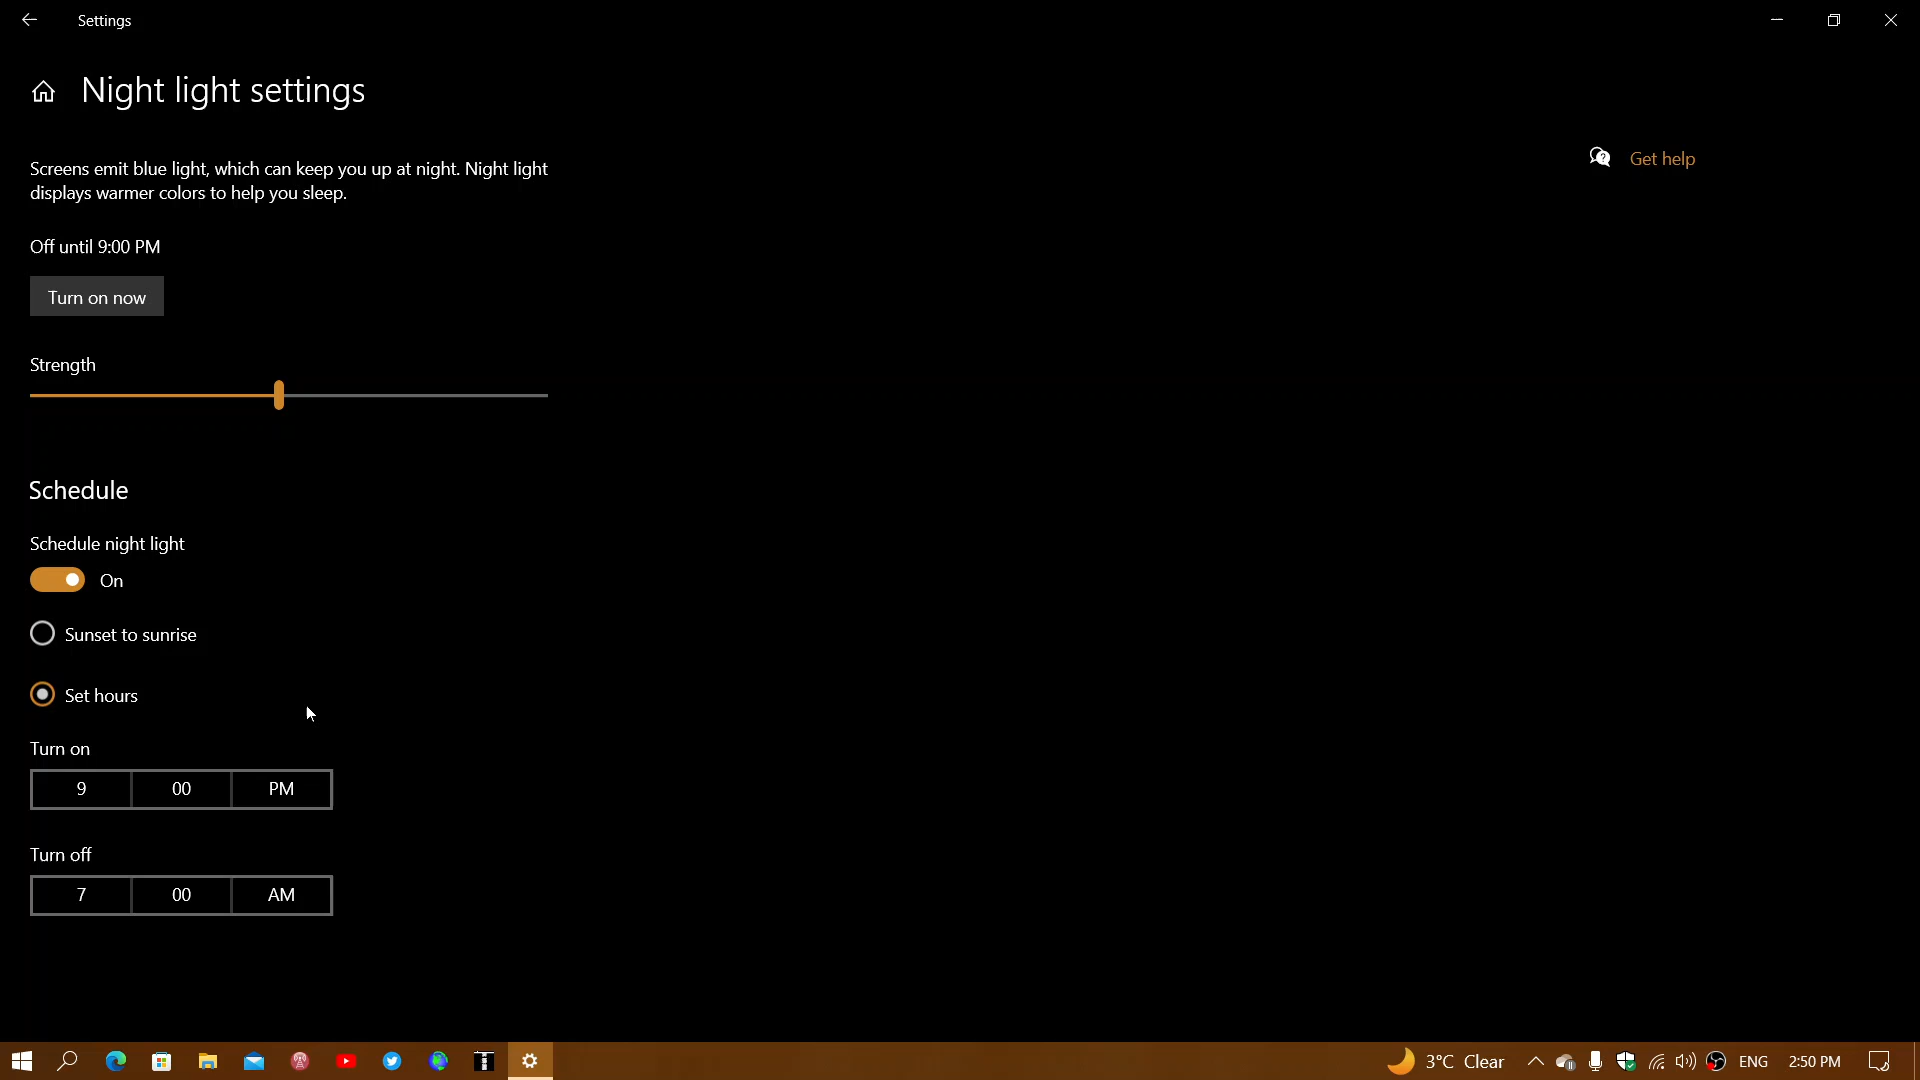 Settings
Night light settings
Screens emit blue light, which can keep you up at night. Night light
displays warmer colors to help you sleep.
Get help
Off until 9:00 PM
Turn on now
Strength
Schedule
Schedule night light
On
Sunset to sunrise
Set hours
Turn on
9 00 PM
Turn off
7 00 AM
3°C Clear ENG 2:50 PM